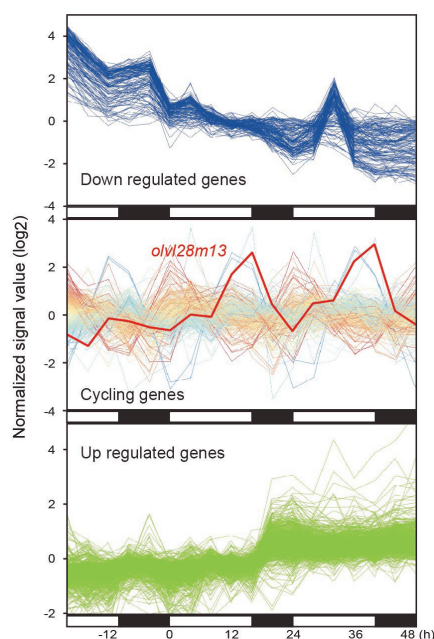 4
2
0
-2
-4
Down regulated genes
Normalized signal value (log2)
olvl28m13
2
0
-2
-4
Cycling genes
Up regulated genes
4
2
0
-2
-12 0 12 24 36 48 (h)